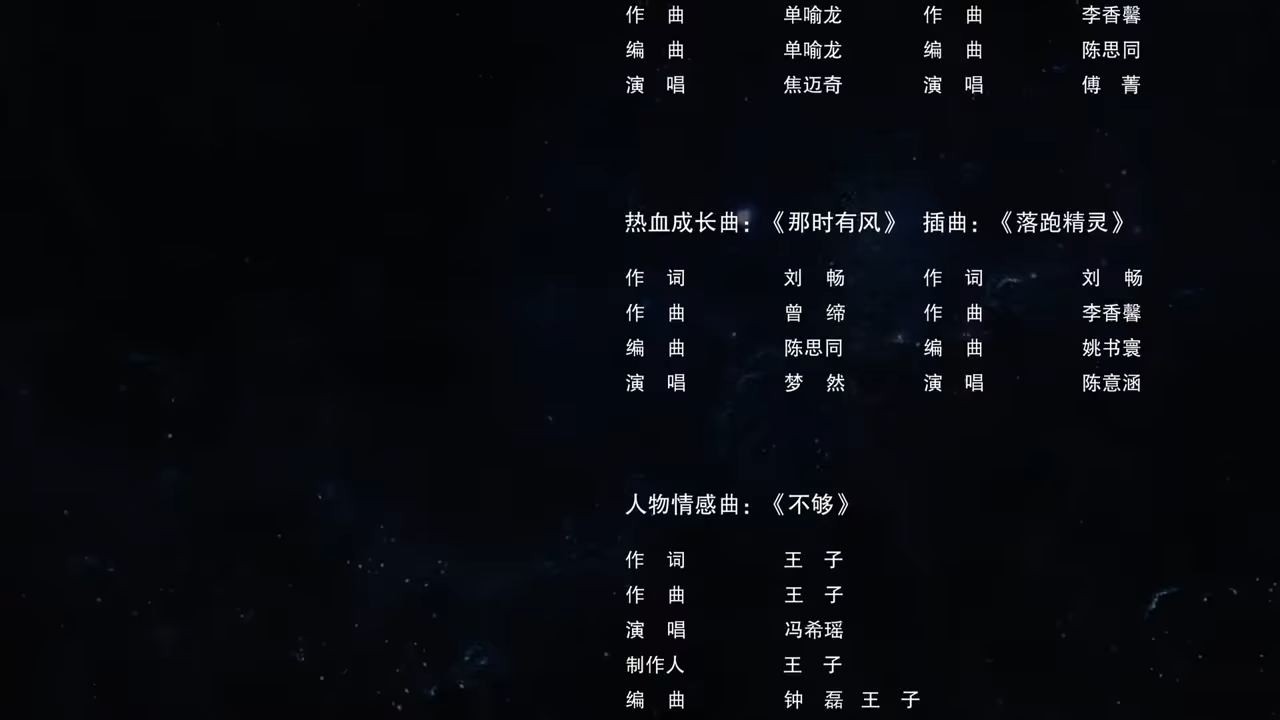 作 曲 单喻龙 作 曲 李香馨
编 曲 单喻龙 编 曲 陈思同
演 唱 焦迈奇 演 唱 傅 菁
热血成长曲：《那时有风》 插曲：《落跑精灵》
作 词 刘 畅 作 词 刘 畅
作 曲 曾 缔 作 曲 李香馨
编 曲 陈思同 编 曲 姚书寰
演 唱 梦 然 演 唱 陈意涵
人物情感曲：《不够》
作 词 王 子
作 曲 王 子
演 唱 冯希瑶
制作人 王 子
编 曲 钟 磊 王 子